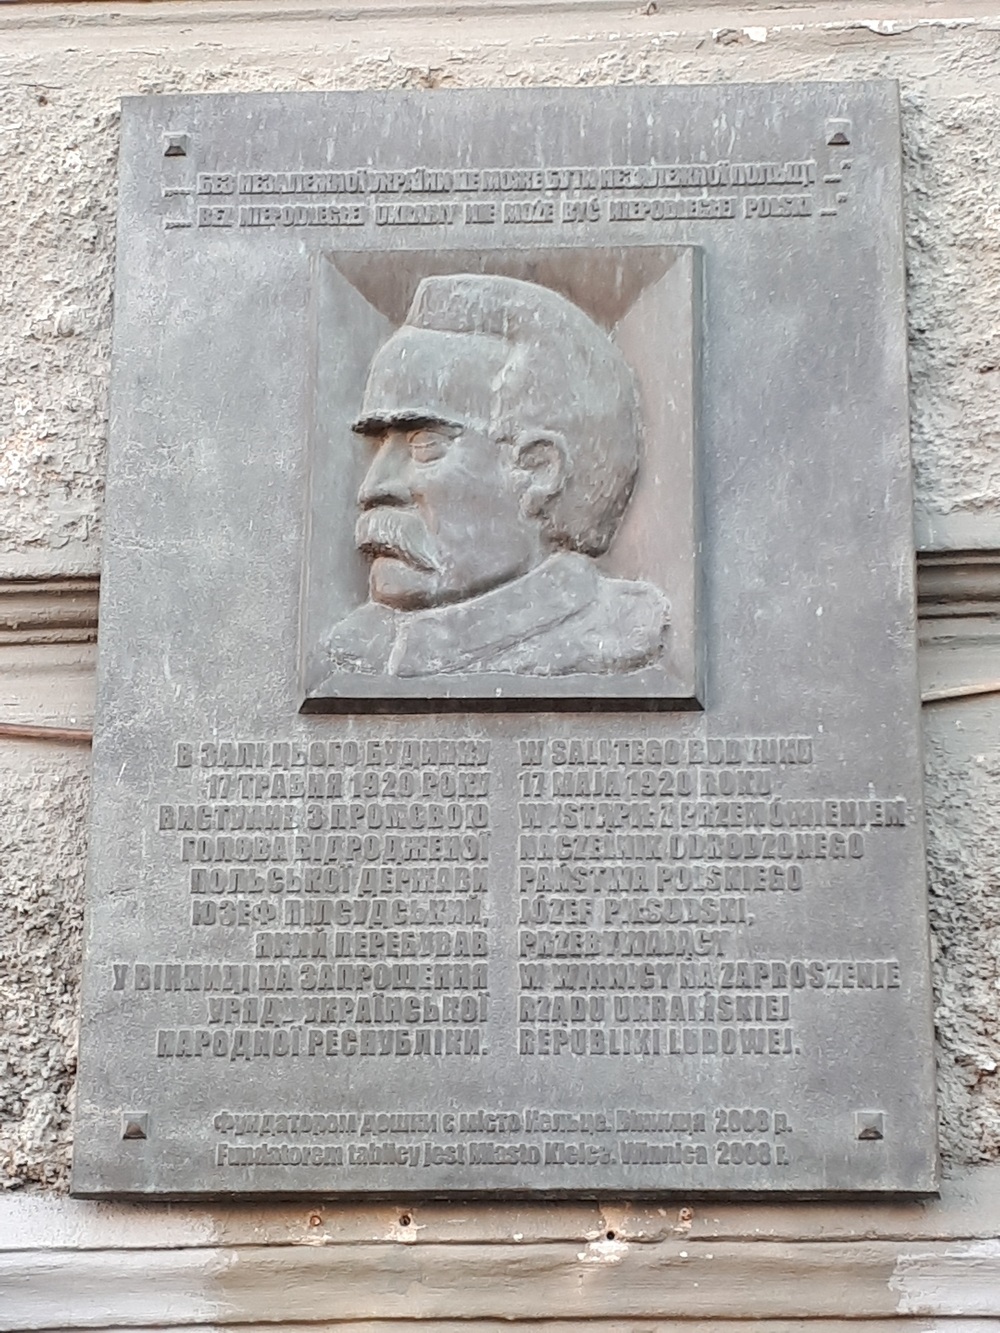 „БЕЗ НЕЗАЛЕЖНОЇ УКРАЇНИ НЕ МОЖЕ БУТИ НЕЗАЛЕЖНОЇ ПОЛЬЩІ"
„BEZ NIEPODLEGŁEJ UKRAINY NIE MOŻE BYĆ NIEPODLEGŁEJ POLSKI"
В ЗАЛІ ЦЬОГО БУДИНКУ
17 ТРАВНЯ 1920 РОКУ
ВИСТУПИВ З ПРОМОВОЮ
ГОЛОВА ВІДРОДЖЕНОЇ
ПОЛЬСЬКОЇ ДЕРЖАВИ
ЮЗЕФ ПІЛСУДСЬКИЙ,
ЯКИЙ ПЕРЕБУВАВ
У ВІННИЦІ НА ЗАПРОШЕННЯ
УРЯДУ УКРАЇНСЬКОЇ
НАРОДНОЇ РЕСПУБЛІКИ.
W SALI TEGO BUDYNKU
17 MAJA 1920 ROKU
WYSTĄPIŁ Z PRZEMÓWIENIEM
NACZELNIK ODRODZONEGO
PAŃSTWA POLSKIEGO
JÓZEF PIŁSUDSKI,
PRZEBYWAJĄCY
W WINNICY NA ZAPROSZENIE
RZĄDU UKRAIŃSKIEJ
REPUBLIKI LUDOWEJ.
Фундатором дошки є місто Кельце. Вінниця 2008 р.
Fundatorem tablicy jest Miasto Kielce. Winnica 2008 r.